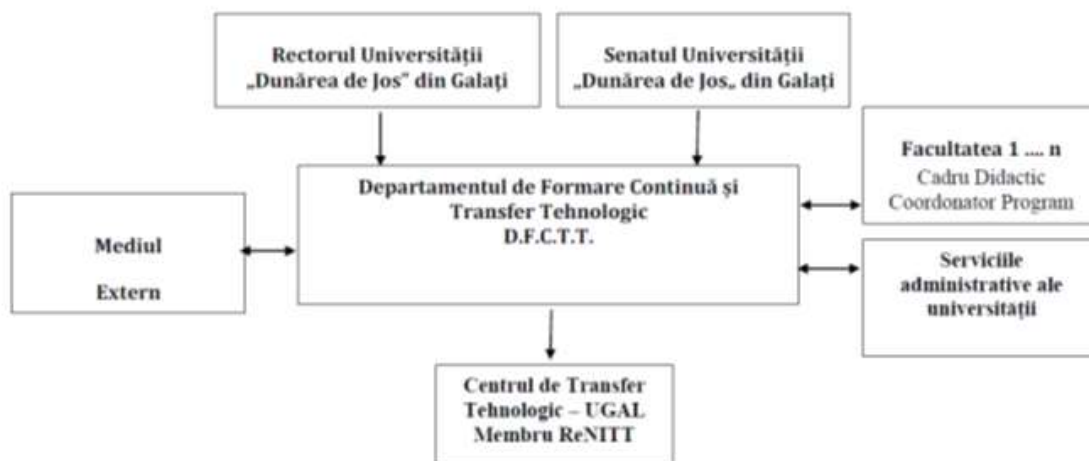 Rectorul Universității
„Dunărea de Jos” din Galați
Senatul Universității
„Dunărea de Jos„ din Galați
Facultatea 1 .... n
Cadru Didactic
Coordonator Program
Departamentul de Formare Continuă și
Transfer Tehnologic
D.F.C.T.T.
Mediul
Extern
Serviciile
administrative ale
universității
Centrul de Transfer
Tehnologic – UGAL
Membru ReNITT